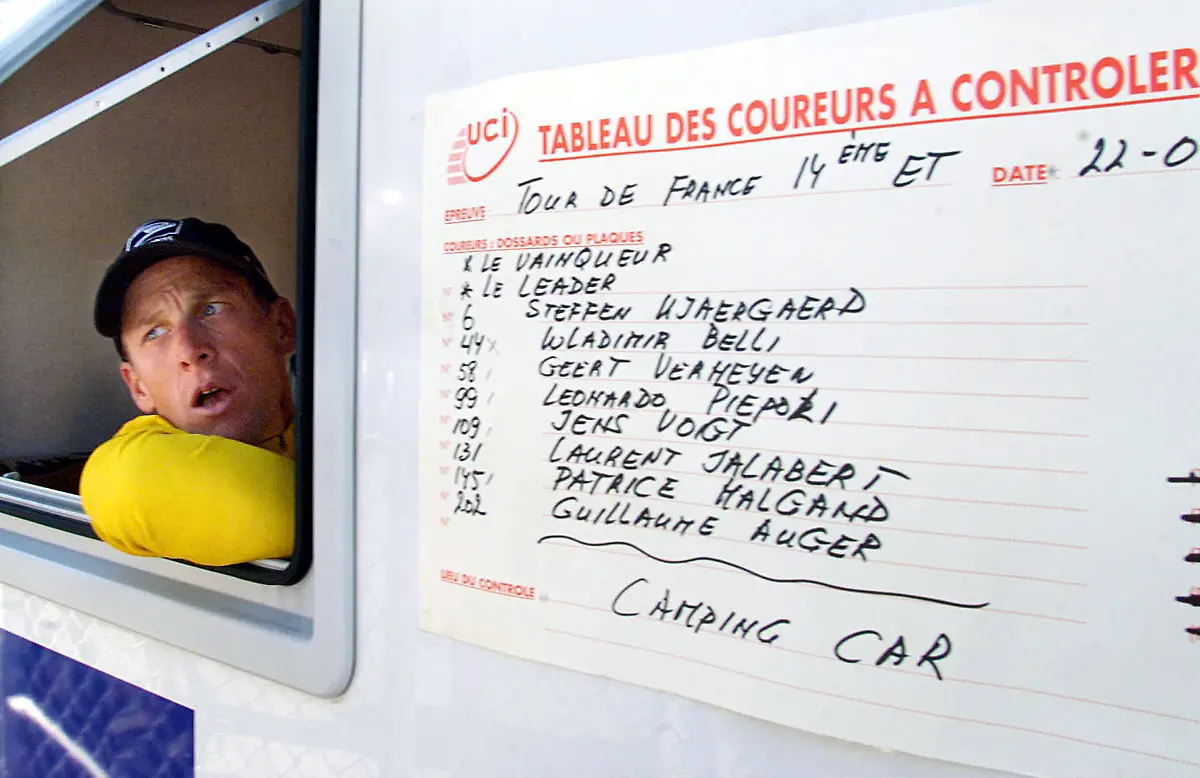 UCI
TABLEAU DES COUREURS A CONTROLER
EPREUVE: TOUR DE FRANCE 14 ÈME ET DATE: 22-0
COUREURS: DOSSARDS OU PLAQUES
* LE VAINQUEUR
N° * LE LEADER
N° 6 STEFFEN KJAERGAERD
N° 44 WLADIMIR BELLI
N° 58 GEERT VERHEYEN
N° 99 LEONARDO PIEPOLI
N° 109 JENS VOIGT
N° 131 LAURENT JALABERT
N° 145 PATRICE HALGAND
N° 202 GUILLAUME AUGER
N°
LIEU DU CONTROLE CAMPING CAR